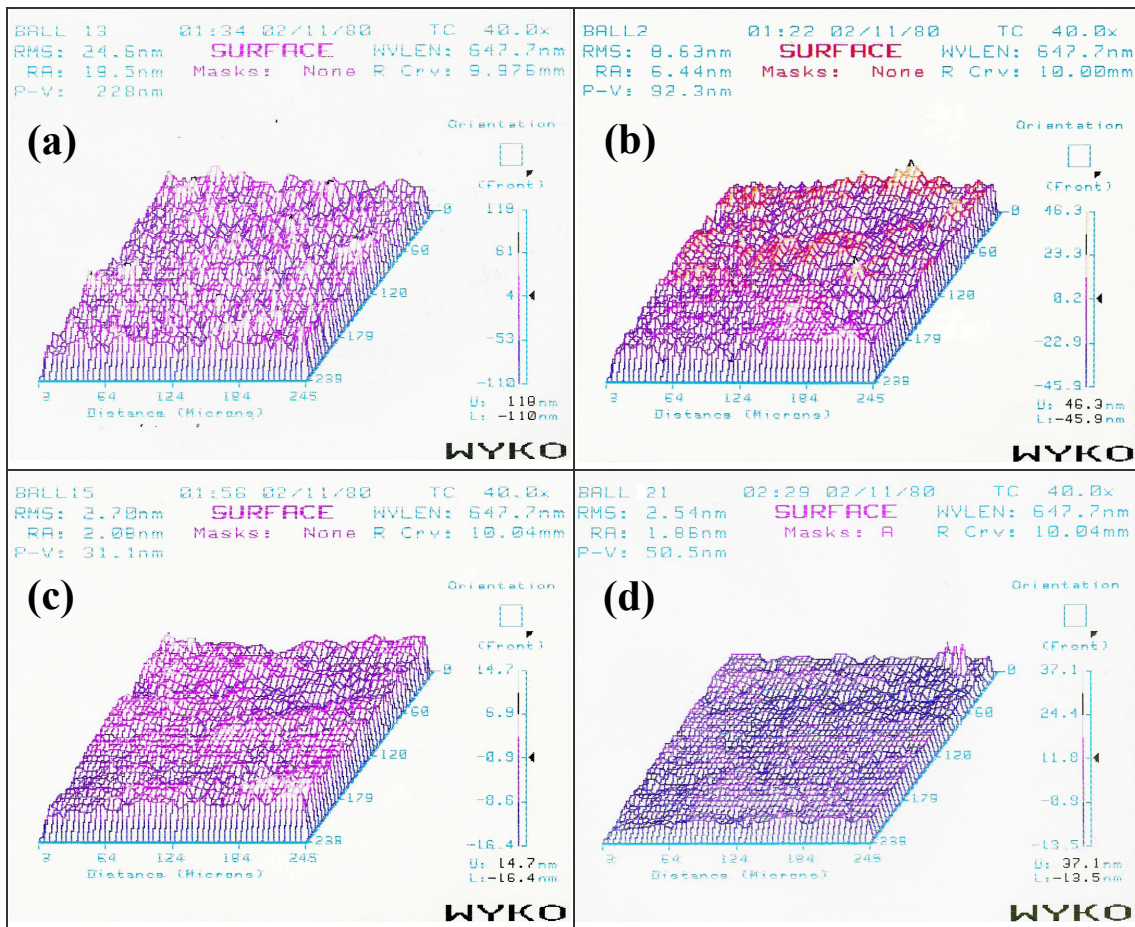 BALL 13 01:34 02/11/80 TC 40.0x
RMS: 24.6nm SURFACE WVLEN: 647.7nm
RA: 19.5nm Masks: None R Crv: 9.976mm
P-V: 228nm
Orientation
(a)
(Front)
118
0
61
60
4
120
-53
179
-110
239
3 64 124 184 245
Distance (Microns)
U: 118nm
L: -110nm
WYKO
BALL2 01:22 02/11/80 TC 40.0x
RMS: 8.63nm SURFACE WVLEN: 647.7nm
RA: 6.44nm Masks: None R Crv: 10.00mm
P-V: 92.3nm
Orientation
(b)
(Front)
46.3
0
23.3
60
0.2
120
-22.9
179
-45.9
239
3 64 124 184 245
Distance (Microns)
U: 46.3nm
L:-45.9nm
WYKO
BALL15 01:56 02/11/80 TC 40.0x
RMS: 2.70nm SURFACE WVLEN: 647.7nm
RA: 2.08nm Masks: None R Crv: 10.04mm
P-V: 31.1nm
Orientation
(c)
(Front)
14.7
0
6.9
60
-0.9
120
-8.6
179
-16.4
239
3 64 124 184 245
Distance (Microns)
U: 14.7nm
L:-16.4nm
WYKO
BALL 21 02:29 02/11/80 TC 40.0x
RMS: 2.54nm SURFACE WVLEN: 647.7nm
RA: 1.86nm Masks: A R Crv: 10.04mm
P-V: 50.5nm
Orientation
(d)
(Front)
37.1
0
24.4
60
11.8
120
-0.9
179
-13.5
239
3 64 124 184 245
Distance (Microns)
U: 37.1nm
L:-13.5nm
WYKO